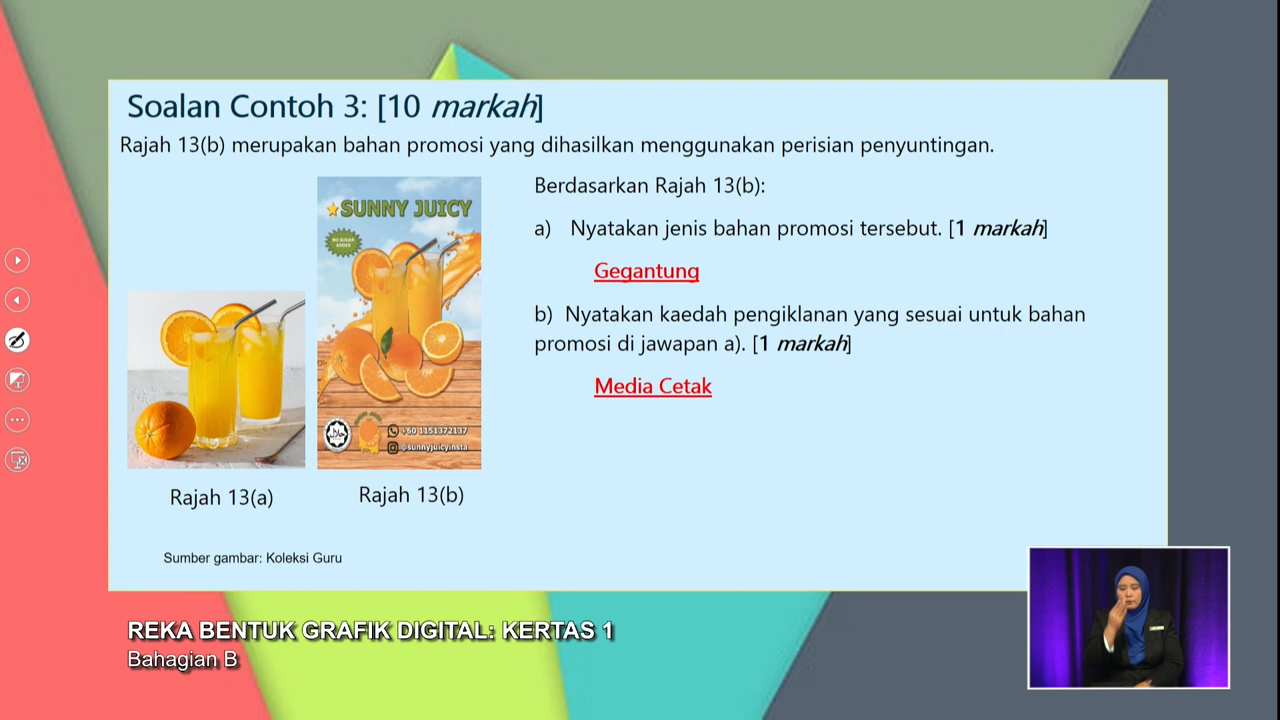 Soalan Contoh 3: [10 markah]
Rajah 13(b) merupakan bahan promosi yang dihasilkan menggunakan perisian penyuntingan.
SUNNY JUICY
NO SUGAR
ADDED
+60 1151372137
@sunnyjuicyinsta
Rajah 13(a)
Rajah 13(b)
Sumber gambar: Koleksi Guru
Berdasarkan Rajah 13(b):
a) Nyatakan jenis bahan promosi tersebut. [1 markah]
Gegantung
b) Nyatakan kaedah pengiklanan yang sesuai untuk bahan
promosi di jawapan a). [1 markah]
Media Cetak
REKA BENTUK GRAFIK DIGITAL: KERTAS 1
Bahagian B